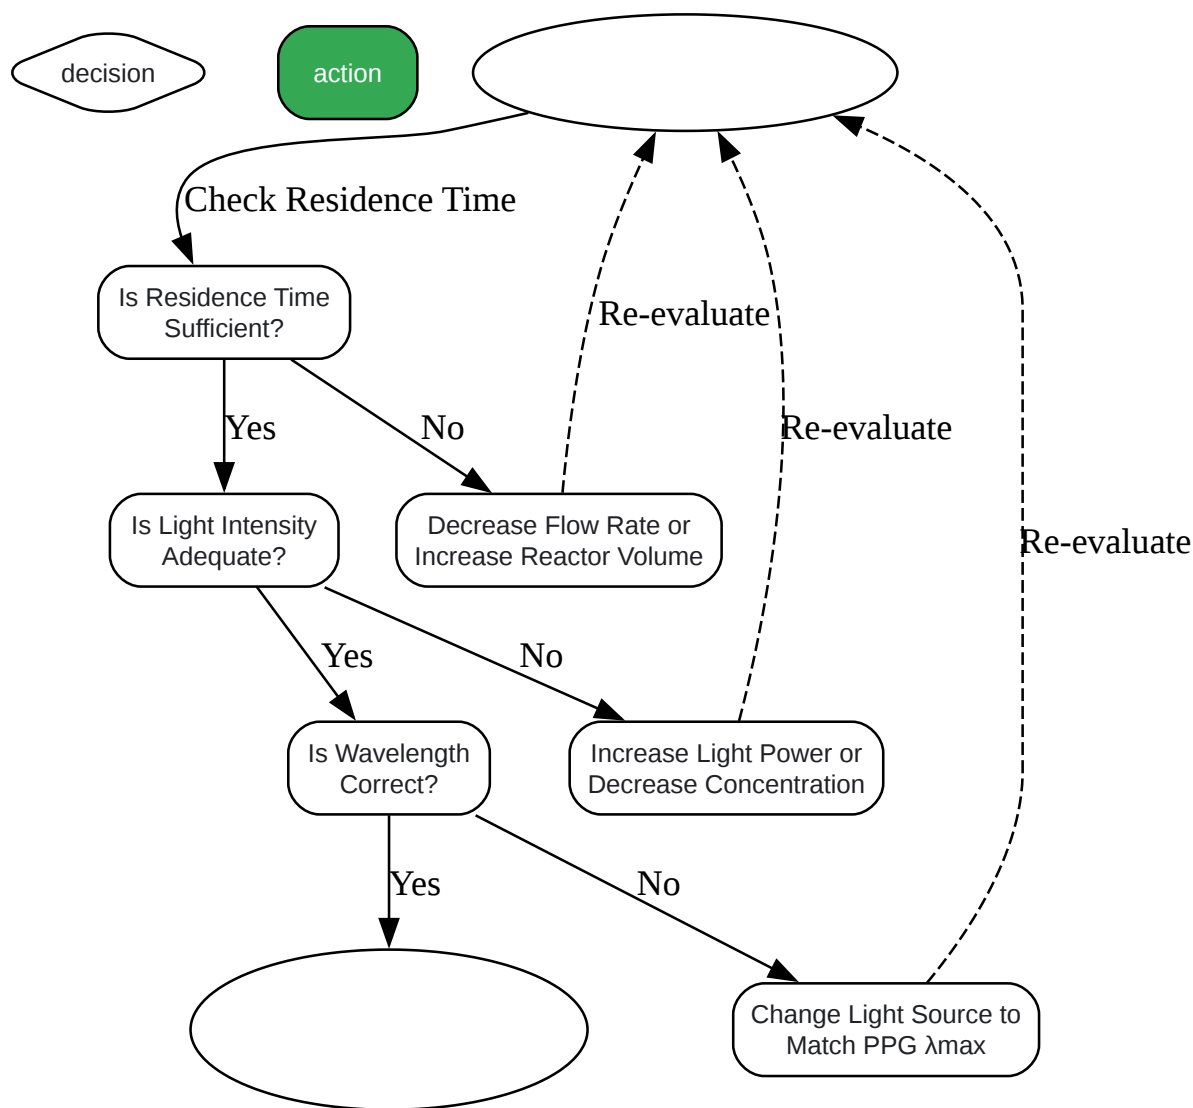 decision
action
Check Residence Time
Is Residence Time
Sufficient?
Re-evaluate
Yes
No
Re-evaluate
Is Light Intensity
Adequate?
Decrease Flow Rate or
Increase Reactor Volume
Re-evaluate
Yes
No
Is Wavelength
Correct?
Increase Light Power or
Decrease Concentration
Yes
No
Change Light Source to
Match PPG λmax